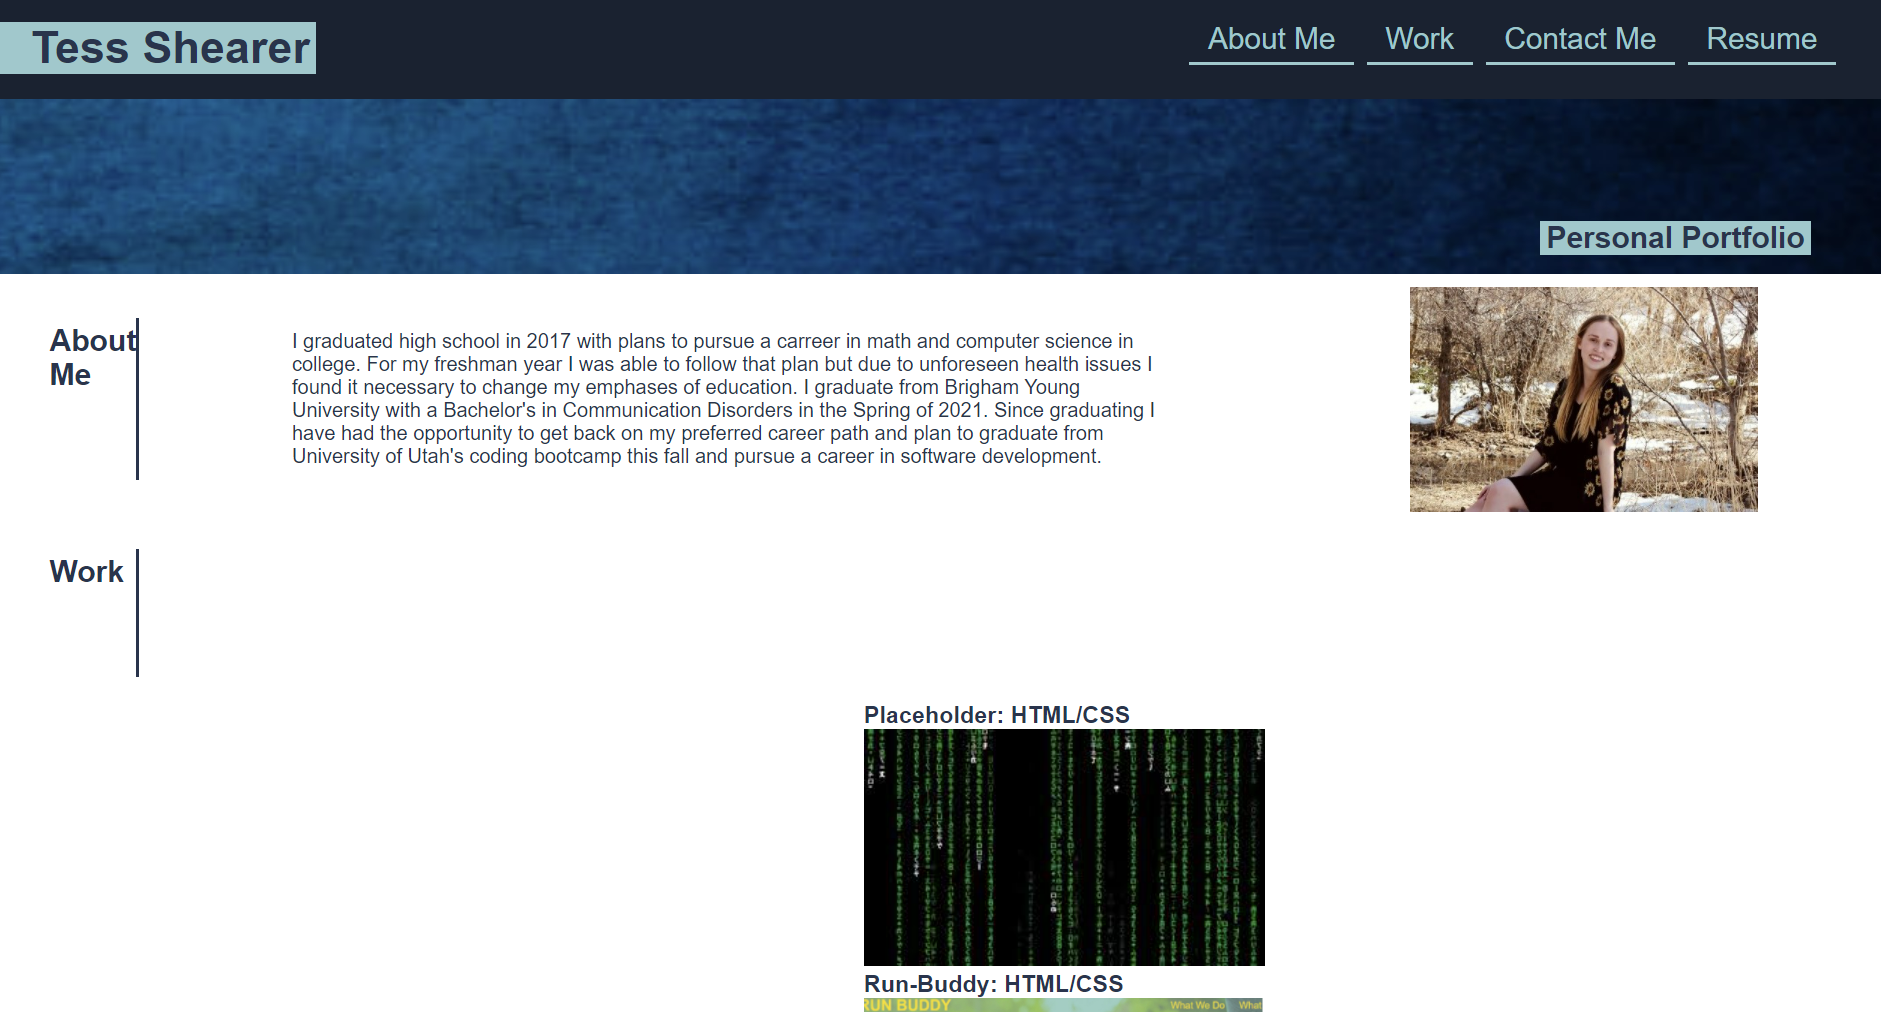 Tess Shearer
About Me
Work
Contact Me
Resume
Personal Portfolio
About
Me
I graduated high school in 2017 with plans to pursue a carreer in math and computer science in
college. For my freshman year I was able to follow that plan but due to unforeseen health issues I
found it necessary to change my emphases of education. I graduate from Brigham Young
University with a Bachelor's in Communication Disorders in the Spring of 2021. Since graduating I
have had the opportunity to get back on my preferred career path and plan to graduate from
University of Utah's coding bootcamp this fall and pursue a career in software development.
Work
Placeholder: HTML/CSS
Run-Buddy: HTML/CSS
RUN BUDDY
What We Do
What